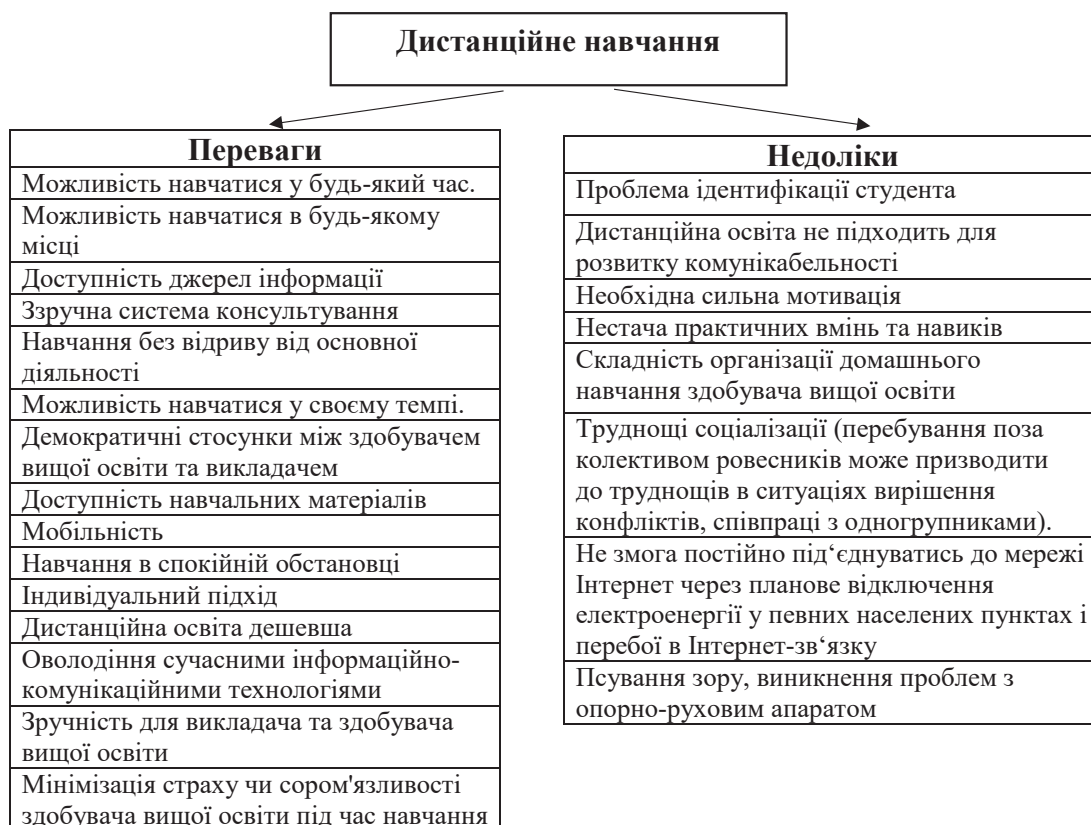 Дистанційне навчання
Переваги
Можливість навчатися у будь-який час.
Можливість навчатися в будь-якому
місці
Доступність джерел інформації
Ззручна система консультування
Навчання без відриву від основної
діяльності
Можливість навчатися у своєму темпі.
Демократичні стосунки між здобувачем
вищої освіти та викладачем
Доступність навчальних матеріалів
Мобільність
Навчання в спокійній обстановці
Індивідуальний підхід
Дистанційна освіта дешевша
Оволодіння сучасними інформаційно-
комунікаційними технологіями
Зручність для викладача та здобувача
вищої освіти
Мінімізація страху чи сором'язливості
здобувача вищої освіти під час навчання
Недоліки
Проблема ідентифікації студента
Дистанційна освіта не підходить для
розвитку комунікабельності
Необхідна сильна мотивація
Нестача практичних вмінь та навиків
Складність організації домашнього
навчання здобувача вищої освіти
Труднощі соціалізації (перебування поза
колективом ровесників може призводити
до труднощів в ситуаціях вирішення
конфліктів, співпраці з одногрупниками).
Не змога постійно під‘єднуватись до мережі
Інтернет через планове відключення
електроенергії у певних населених пунктах і
перебої в Інтернет-зв‘язку
Псування зору, виникнення проблем з
опорно-руховим апаратом